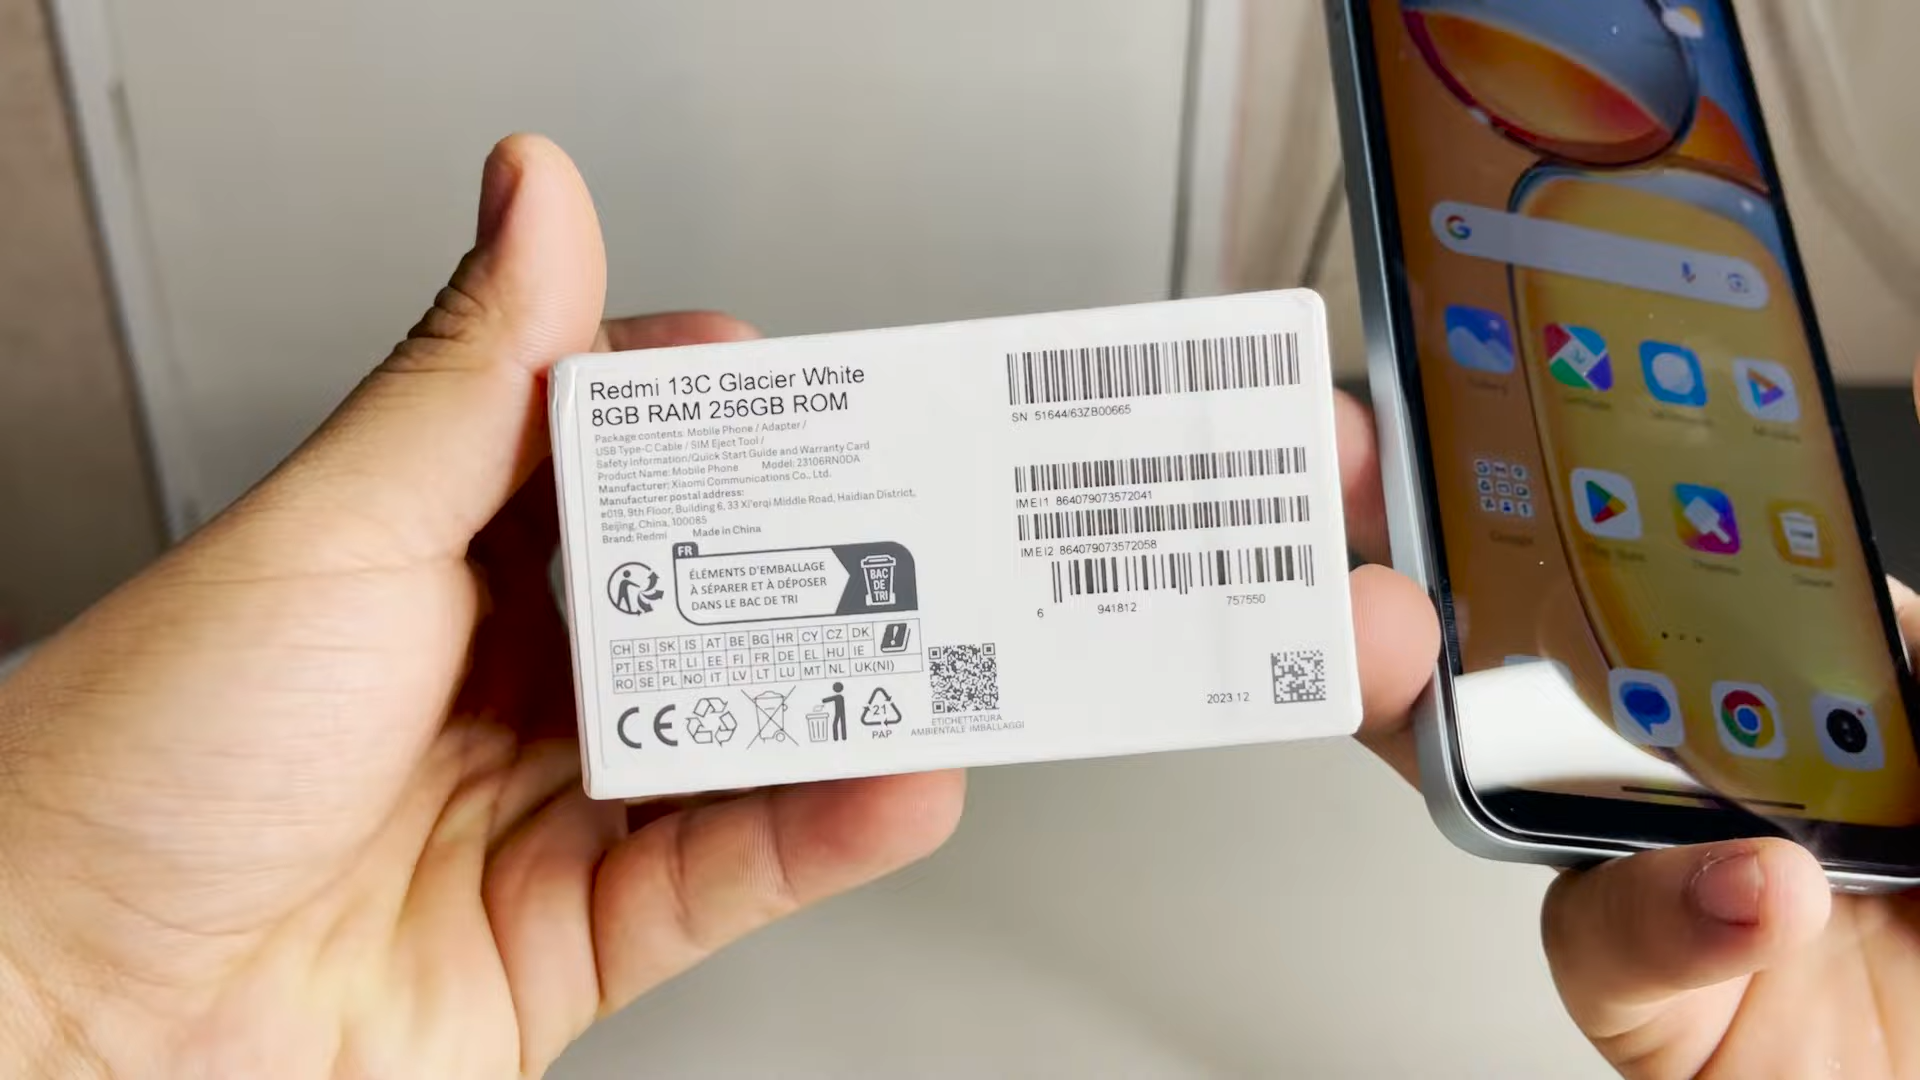 Redmi 13C Glacier White
8GB RAM 256GB ROM
Package contents: Mobile Phone / Adapter /
USB Type-C Cable / SIM Eject Tool /
Safety Information/Quick Start Guide and Warranty Card
Product Name: Mobile Phone Model: 23106RN0DA
Manufacturer: Xiaomi Communications Co., Ltd.
Manufacturer postal address:
#019, 9th Floor, Building 6, 33 Xi'erqi Middle Road, Haidian District,
Beijing, China, 100085
Brand: Redmi Made in China
FR
ÉLÉMENTS D'EMBALLAGE
À SÉPARER ET À DÉPOSER
DANS LE BAC DE TRI
BAC
DE
TRI
CH SI SK IS AT BE BG HR CY CZ DK
PT ES TR LI EE FI FR DE EL HU IE
RO SE PL NO IT LV LT LU MT NL UK(NI)
CE
21
PAP
ETICHETTATURA
AMBIENTALE IMBALLAGGI
SN 51644/63ZB00665
IMEI1 864079073572041
IMEI2 864079073572058
6 941812 757550
2023.12